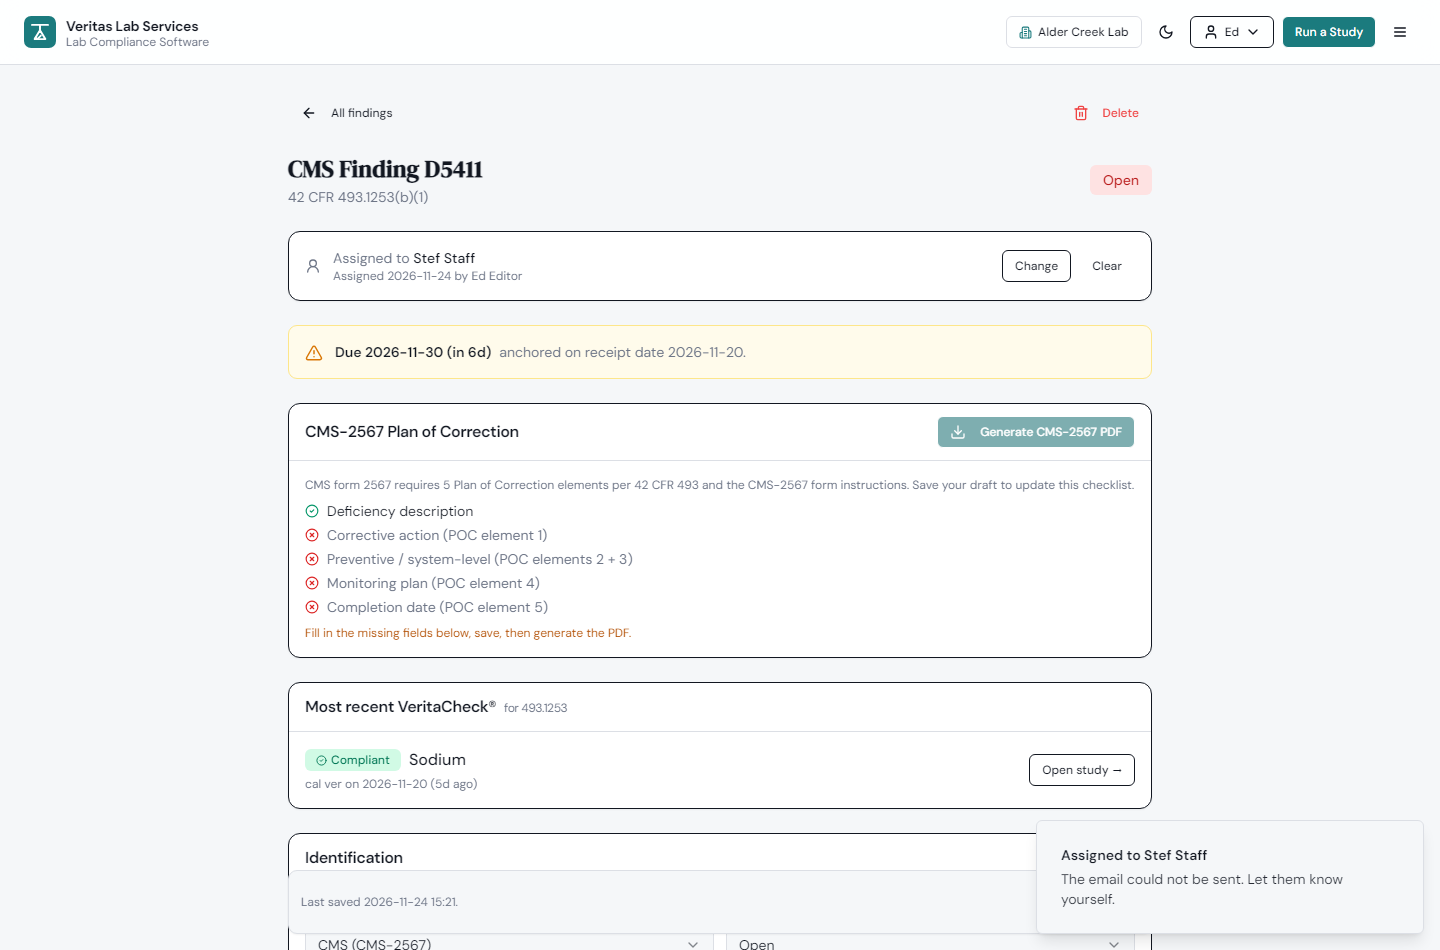 Veritas Lab Services
Lab Compliance Software
Alder Creek Lab
Ed
Run a Study
All findings
Delete
CMS Finding D5411
42 CFR 493.1253(b)(1)
Open
Assigned to Stef Staff
Assigned 2026-11-24 by Ed Editor
Change
Clear
Due 2026-11-30 (in 6d) anchored on receipt date 2026-11-20.
CMS-2567 Plan of Correction
Generate CMS-2567 PDF
CMS form 2567 requires 5 Plan of Correction elements per 42 CFR 493 and the CMS-2567 form instructions. Save your draft to update this checklist.
Deficiency description
Corrective action (POC element 1)
Preventive / system-level (POC elements 2 + 3)
Monitoring plan (POC element 4)
Completion date (POC element 5)
Fill in the missing fields below, save, then generate the PDF.
Most recent VeritaCheck® for 493.1253
Compliant Sodium
cal ver on 2026-11-20 (5d ago)
Open study →
Identification
Last saved 2026-11-24 15:21.
CMS (CMS-2567)
Open
Assigned to Stef Staff
The email could not be sent. Let them know
yourself.